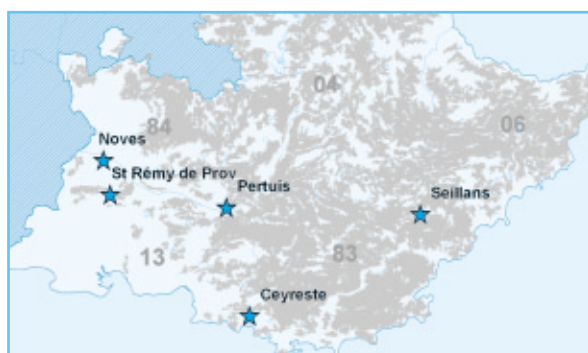 04
84
06
Noves
St Rémy de Prov
Pertuis
Seillans
13
83
Ceyreste